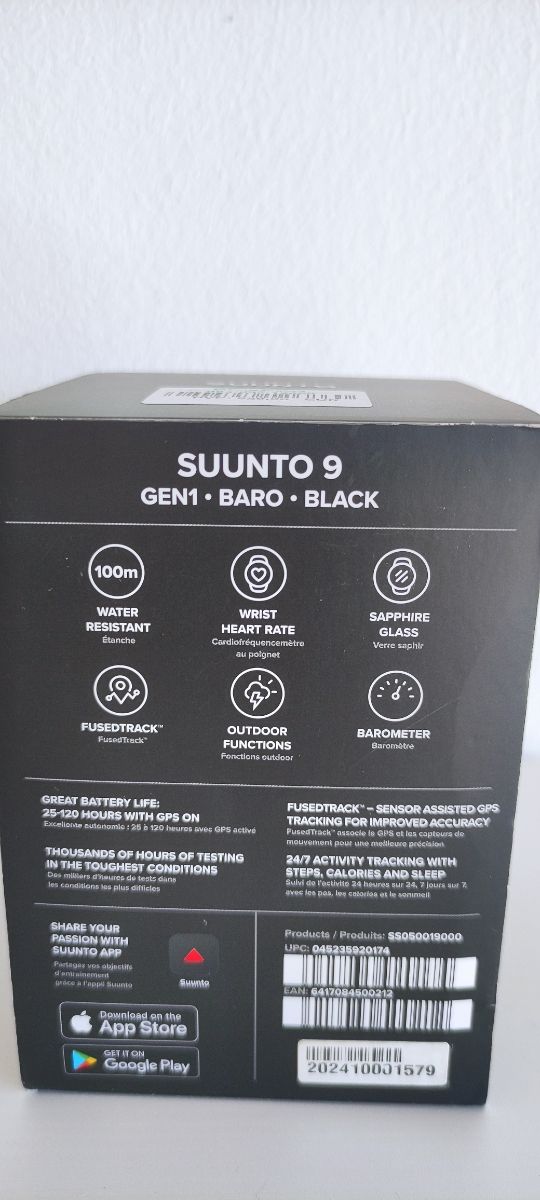 SUUNTO 9
GEN1 • BARO • BLACK
100m
WATER
RESISTANT
Étanche
WRIST
HEART RATE
Cardiofréquencemètre
au poignet
SAPPHIRE
GLASS
Verre saphir
FUSEDTRACK™
FusedTrack™
OUTDOOR
FUNCTIONS
Fonctions outdoor
BAROMETER
Baromètre
GREAT BATTERY LIFE:
25-120 HOURS WITH GPS ON
Excellente autonomie : 25 à 120 heures avec GPS activé
THOUSANDS OF HOURS OF TESTING
IN THE TOUGHEST CONDITIONS
Des milliers d'heures de tests dans
les conditions les plus difficiles
FUSEDTRACK™ – SENSOR ASSISTED GPS
TRACKING FOR IMPROVED ACCURACY
FusedTrack™ associe le GPS et les capteurs de
mouvement pour une meilleure précision
24/7 ACTIVITY TRACKING WITH
STEPS, CALORIES AND SLEEP
Suivi de l'activité 24 heures sur 24, 7 jours sur 7,
avec les pas, les calories et le sommeil
SHARE YOUR
PASSION WITH
SUUNTO APP
Partagez vos objectifs
d'entraînement
grâce à l'appli Suunto
Suunto
Download on the
App Store
GET IT ON
Google Play
Products / Produits: SS050019000
UPC: 045235920174
EAN: 6417084500212
202410001579